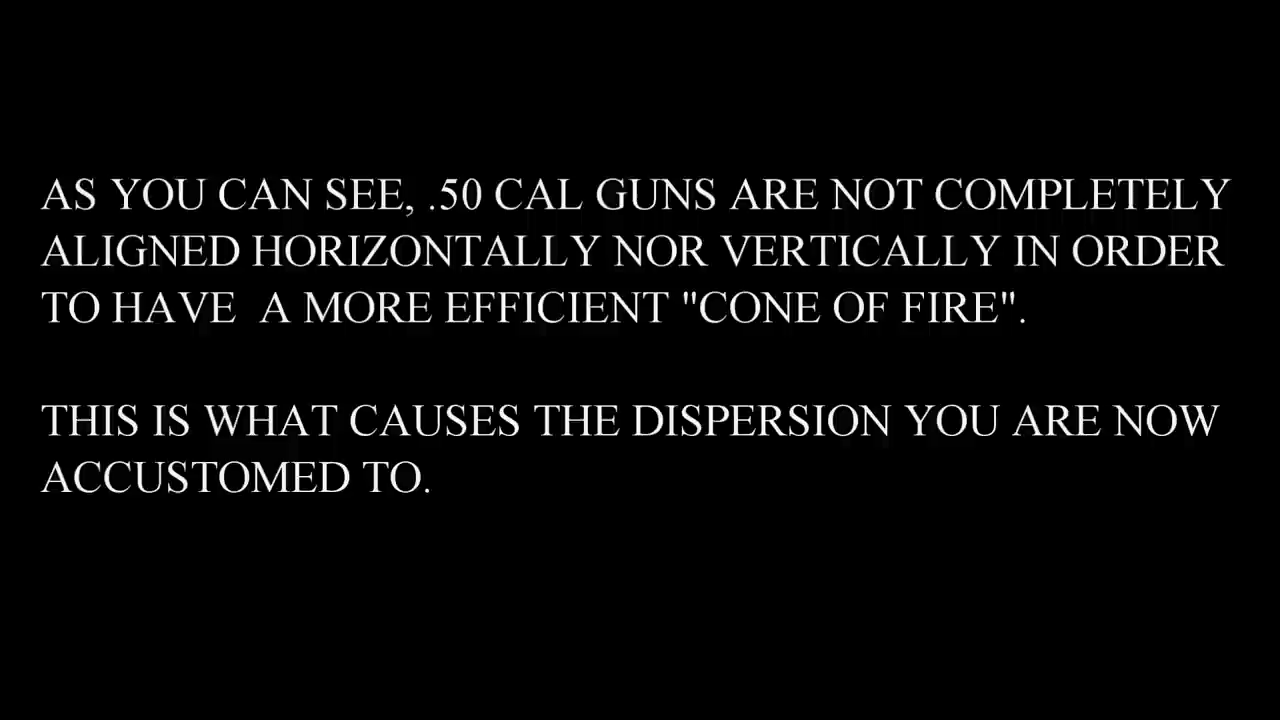 AS YOU CAN SEE, .50 CAL GUNS ARE NOT COMPLETELY
ALIGNED HORIZONTALLY NOR VERTICALLY IN ORDER
TO HAVE  A MORE EFFICIENT "CONE OF FIRE".
THIS IS WHAT CAUSES THE DISPERSION YOU ARE NOW
ACCUSTOMED TO.